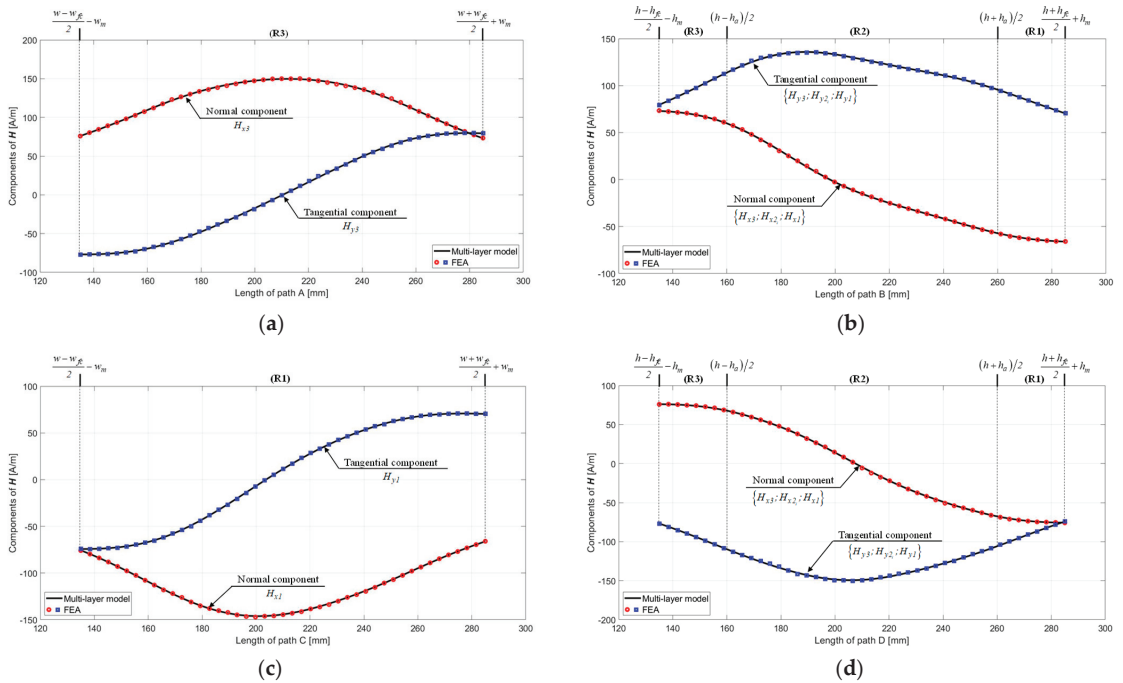 (w − w_fe)/2 − w_m
(R3)
(w + w_fe)/2 + w_m
Components of H [A/m]
200
150
100
50
0
-50
-100
Normal component
H_x3
Tangential component
H_y3
Multi-layer model
FEA
120 140 160 180 200 220 240 260 280 300
Length of path A [mm]
(a)
(h − h_fe)/2 − h_m
(h − h_a)/2
(h + h_a)/2
(h + h_fe)/2 + h_m
(R3) (R2) (R1)
Components of H [A/m]
150
100
50
0
-50
-100
Tangential component
{H_y3; H_y2; H_y1}
Normal component
{H_x3; H_x2; H_x1}
Multi-layer model
FEA
120 140 160 180 200 220 240 260 280 300
Length of path B [mm]
(b)
(w − w_fe)/2 − w_m
(R1)
(w + w_fe)/2 + w_m
Components of H [A/m]
100
50
0
-50
-100
-150
Tangential component
H_y1
Normal component
H_x1
Multi-layer model
FEA
120 140 160 180 200 220 240 260 280 300
Length of path C [mm]
(c)
(h − h_fe)/2 − h_m
(h − h_a)/2
(h + h_a)/2
(h + h_fe)/2 + h_m
(R3) (R2) (R1)
Components of H [A/m]
100
50
0
-50
-100
-150
-200
Normal component
{H_x3; H_x2; H_x1}
Tangential component
{H_y3; H_y2; H_y1}
Multi-layer model
FEA
120 140 160 180 200 220 240 260 280 300
Length of path D [mm]
(d)